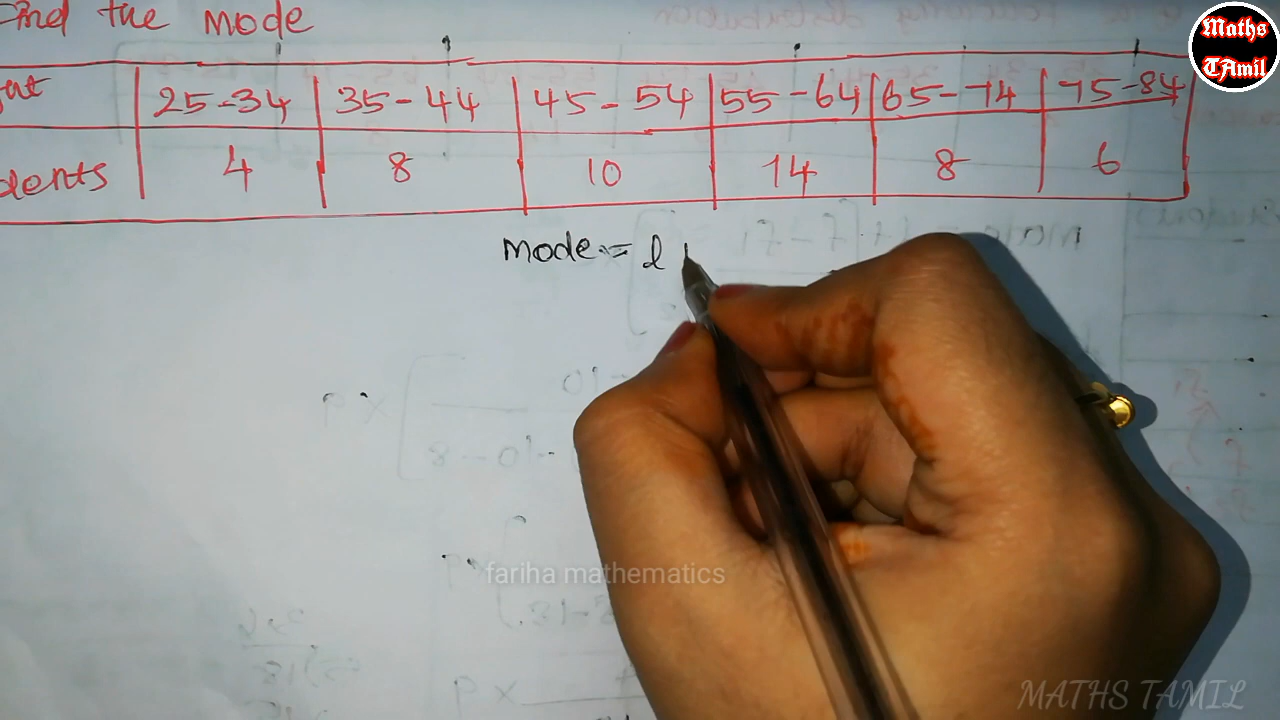 Find the mode
25-34 35-44 45-54 55-64 65-74 75-84
4 8 10 14 8 6
mode = l
fariha mathematics
MATHS TAMIL
Maths
TAmil